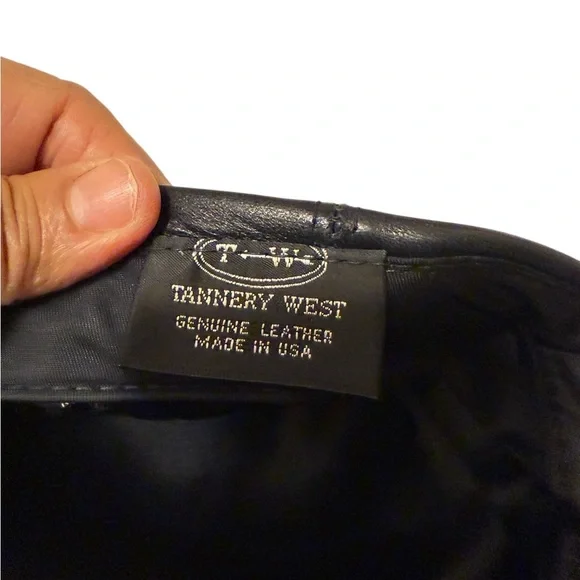 T W
TANNERY WEST
GENUINE LEATHER
MADE IN USA